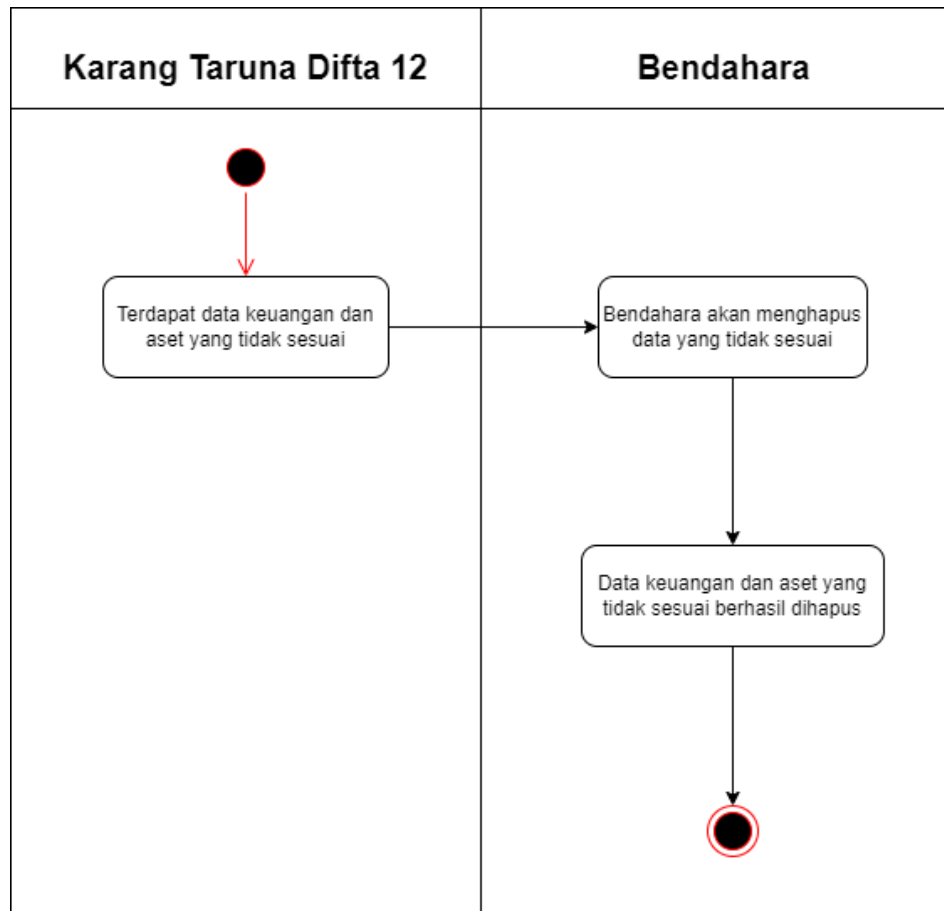 Karang Taruna Difta 12
Bendahara
Terdapat data keuangan dan
aset yang tidak sesuai
Bendahara akan menghapus
data yang tidak sesuai
Data keuangan dan aset yang
tidak sesuai berhasil dihapus